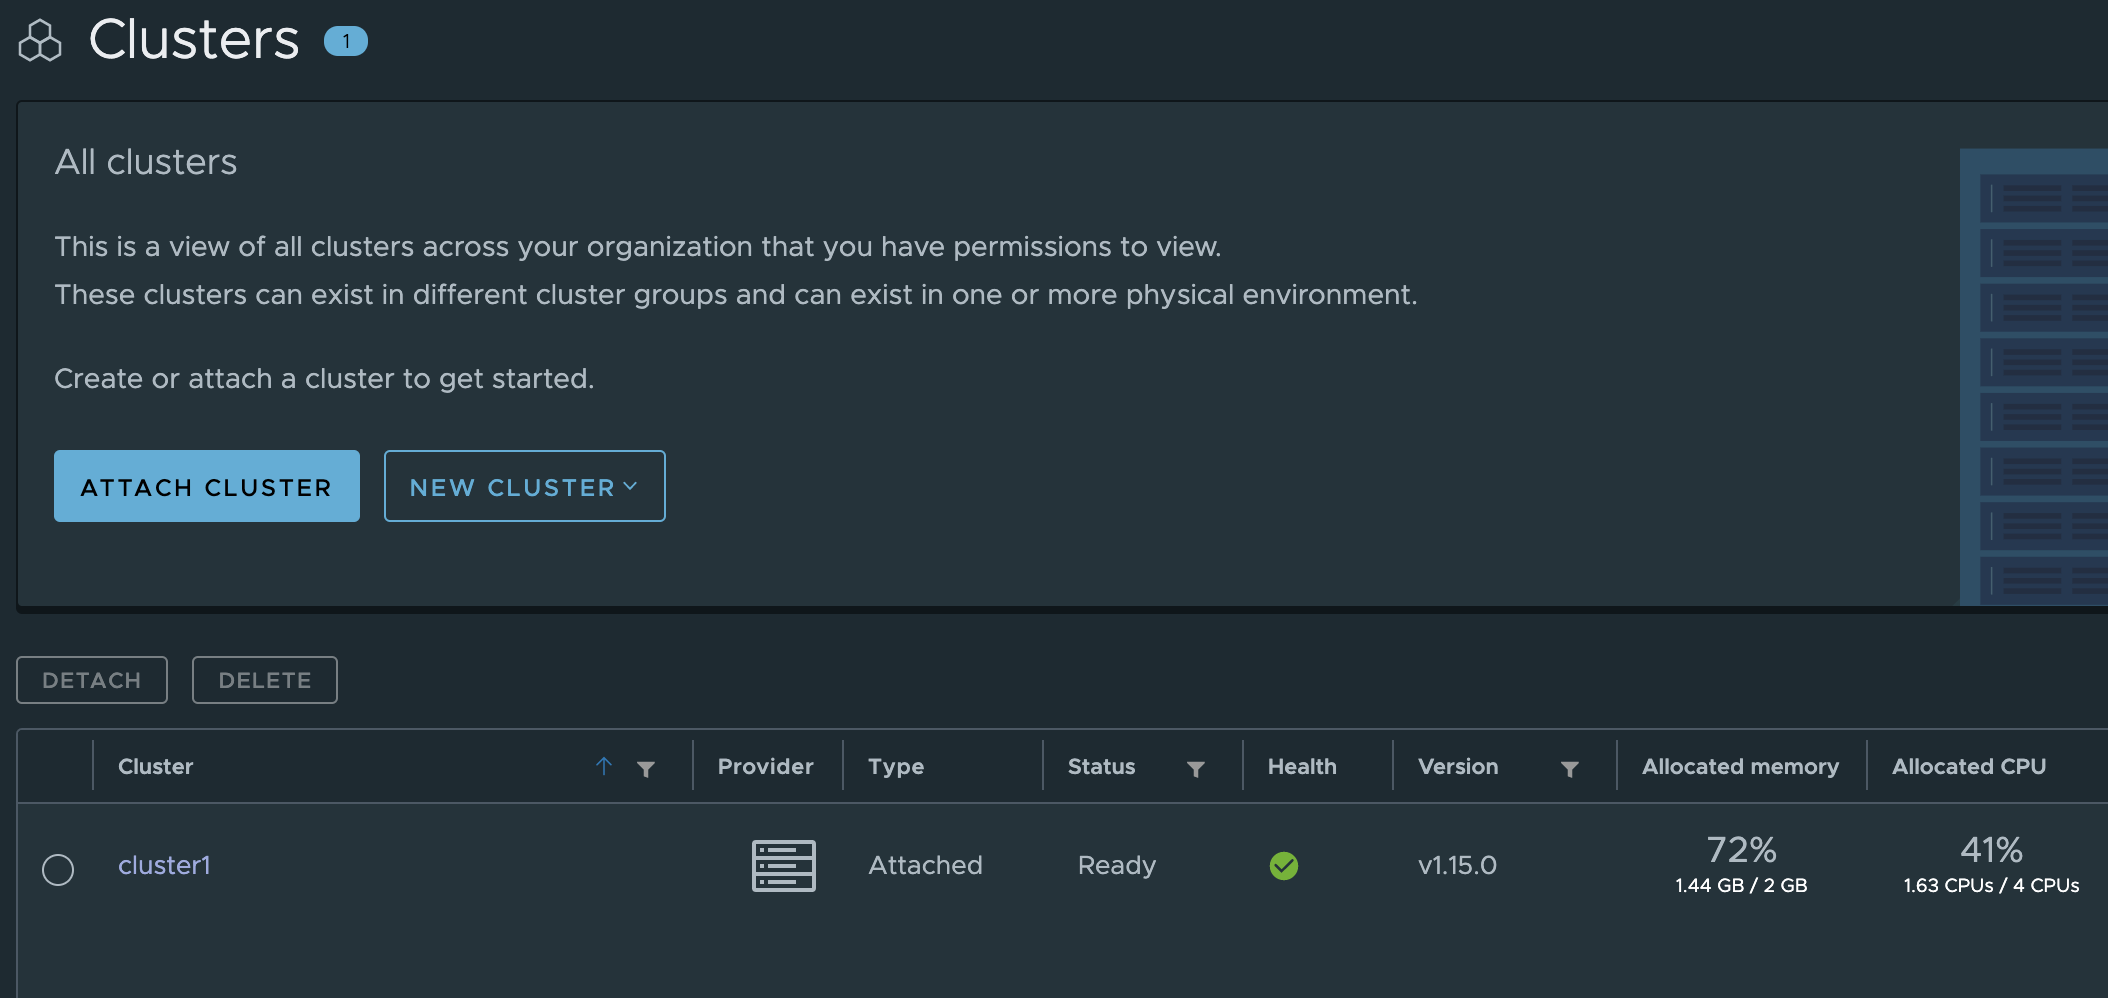 Clusters 1
All clusters
This is a view of all clusters across your organization that you have permissions to view.
These clusters can exist in different cluster groups and can exist in one or more physical environment.
Create or attach a cluster to get started.
ATTACH CLUSTER NEW CLUSTER
DETACH DELETE
Cluster Provider Type Status Health Version Allocated memory Allocated CPU
cluster1 Attached Ready v1.15.0 72% 41%
1.44 GB / 2 GB 1.63 CPUs / 4 CPUs